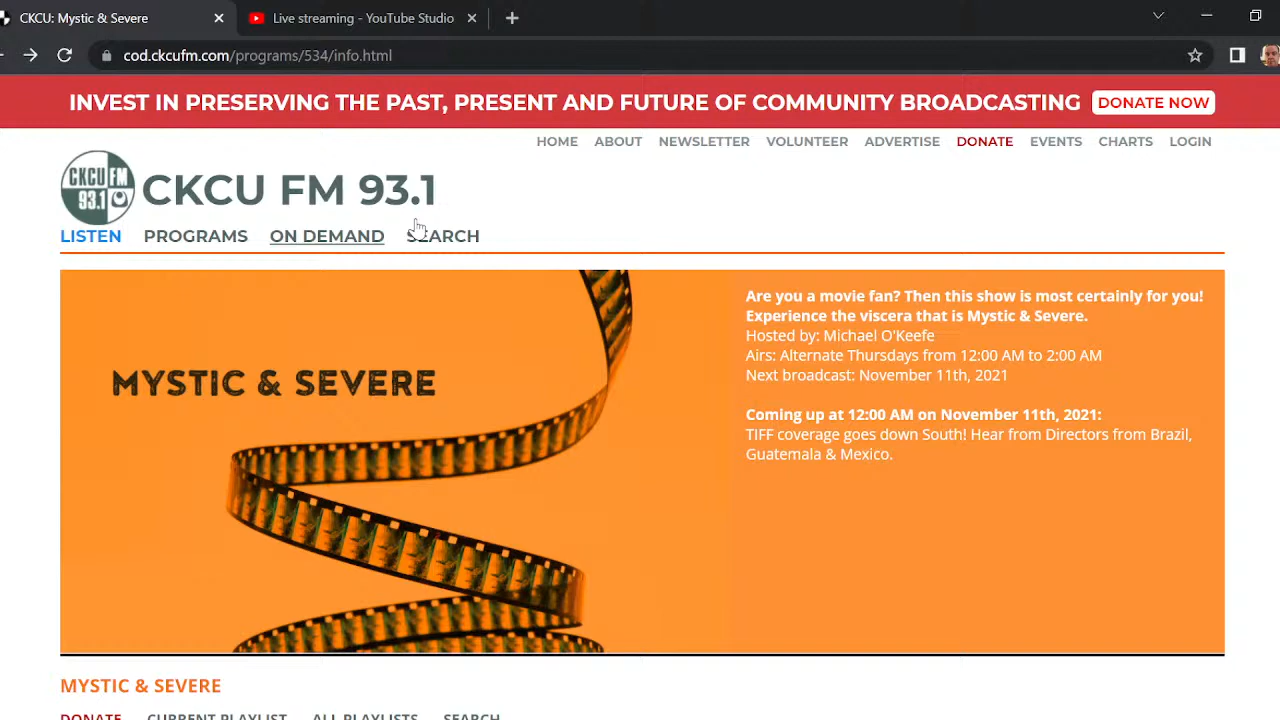 CKCU: Mystic & Severe
Live streaming - YouTube Studio
cod.ckcufm.com/programs/534/info.html
INVEST IN PRESERVING THE PAST, PRESENT AND FUTURE OF COMMUNITY BROADCASTING DONATE NOW
HOME ABOUT NEWSLETTER VOLUNTEER ADVERTISE DONATE EVENTS CHARTS LOGIN
CKCU FM
93.1
CKCU FM 93.1
LISTEN PROGRAMS ON DEMAND SEARCH
MYSTIC & SEVERE
Are you a movie fan? Then this show is most certainly for you!
Experience the viscera that is Mystic & Severe.
Hosted by: Michael O'Keefe
Airs: Alternate Thursdays from 12:00 AM to 2:00 AM
Next broadcast: November 11th, 2021
Coming up at 12:00 AM on November 11th, 2021:
TIFF coverage goes down South! Hear from Directors from Brazil,
Guatemala & Mexico.
MYSTIC & SEVERE
DONATE CURRENT PLAYLIST ALL PLAYLISTS SEARCH